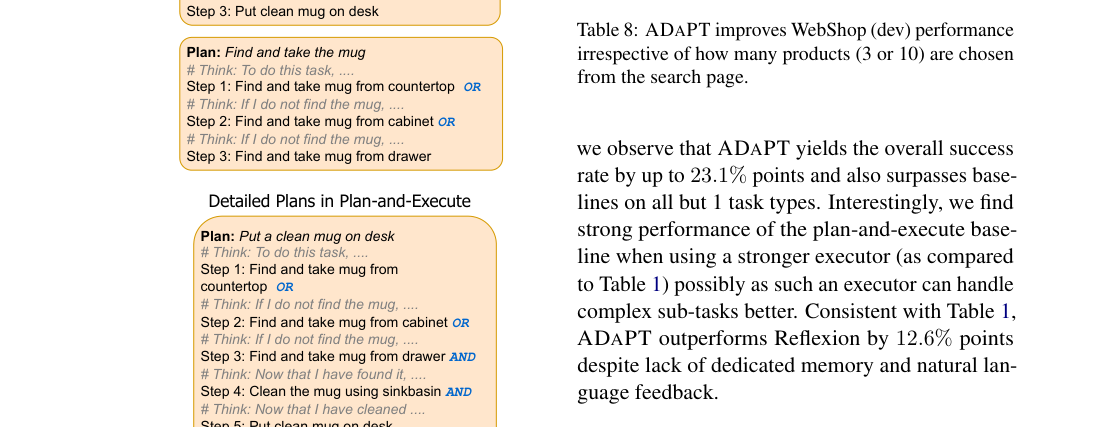 Step 3: Put clean mug on desk
Plan: Find and take the mug
# Think: To do this task, ....
Step 1: Find and take mug from countertop OR
# Think: If I do not find the mug, ....
Step 2: Find and take mug from cabinet OR
# Think: If I do not find the mug, ....
Step 3: Find and take mug from drawer
Detailed Plans in Plan-and-Execute
Plan: Put a clean mug on desk
# Think: To do this task, ....
Step 1: Find and take mug from
countertop OR
# Think: If I do not find the mug, ....
Step 2: Find and take mug from cabinet OR
# Think: If I do not find the mug, ....
Step 3: Find and take mug from drawer AND
# Think: Now that I have found it, ....
Step 4: Clean the mug using sinkbasin AND
# Think: Now that I have cleaned ....
Step 5: Put clean mug on desk
Table 8: ADAPT improves WebShop (dev) performance
irrespective of how many products (3 or 10) are chosen
from the search page.
we observe that ADAPT yields the overall success
rate by up to 23.1% points and also surpasses base-
lines on all but 1 task types. Interestingly, we find
strong performance of the plan-and-execute base-
line when using a stronger executor (as compared
to Table 1) possibly as such an executor can handle
complex sub-tasks better. Consistent with Table 1,
ADAPT outperforms Reflexion by 12.6% points
despite lack of dedicated memory and natural lan-
guage feedback.